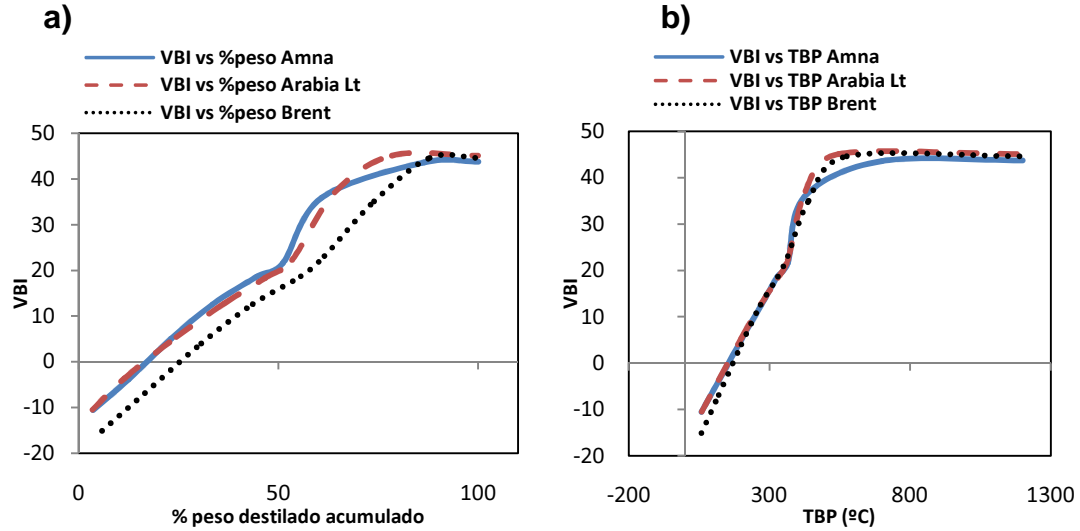 a)
VBI vs %peso Amna
VBI vs %peso Arabia Lt
VBI vs %peso Brent
50
40
30
20
10
0
-10
-20
VBI
0
50
100
% peso destilado acumulado
b)
VBI vs TBP Amna
VBI vs TBP Arabia Lt
VBI vs TBP Brent
50
40
30
20
10
0
-10
-20
VBI
-200
300
800
1300
TBP (ºC)